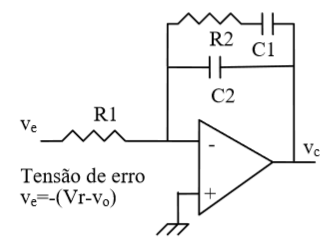 R2
C1
C2
R1
ve
vc
-
+
Tensão de erro
ve=-(Vr-vo)